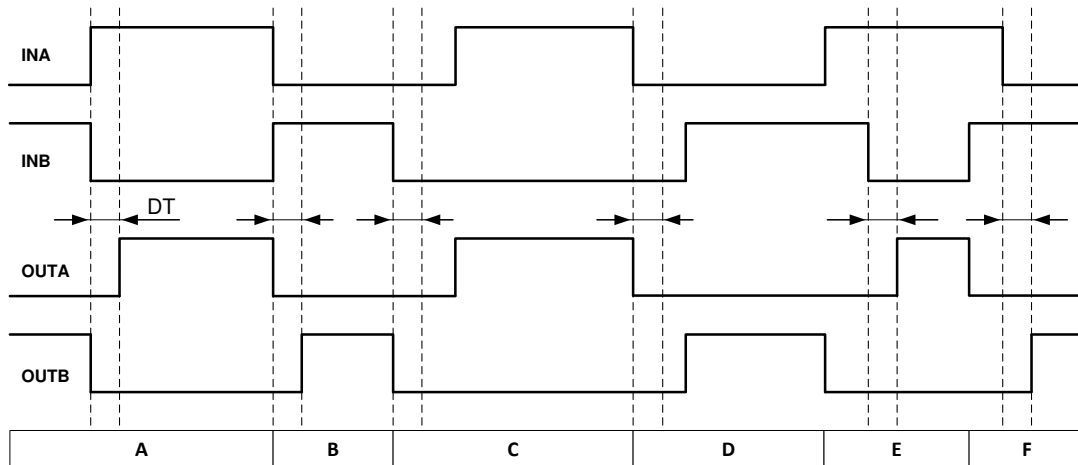 INA
INB
DT
OUTA
OUTB
A B C D E F